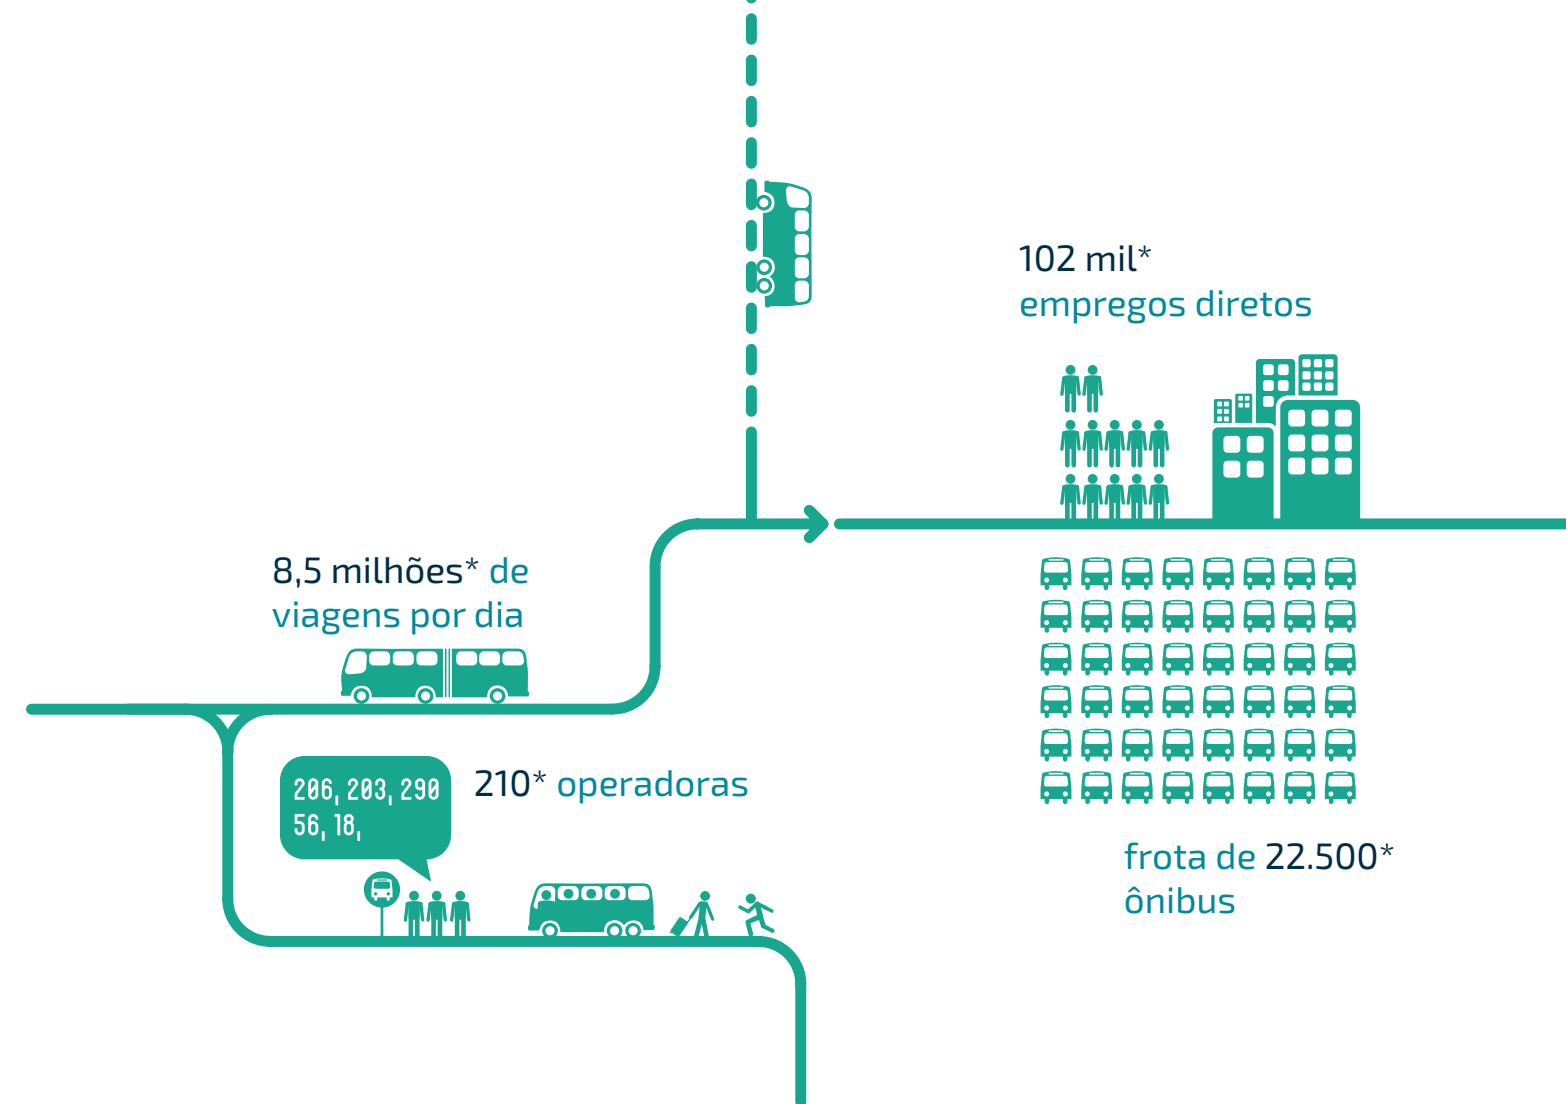 102 mil*
empregos diretos
8,5 milhões* de
viagens por dia
206, 203, 290
56, 18,
210* operadoras
frota de 22.500*
ônibus